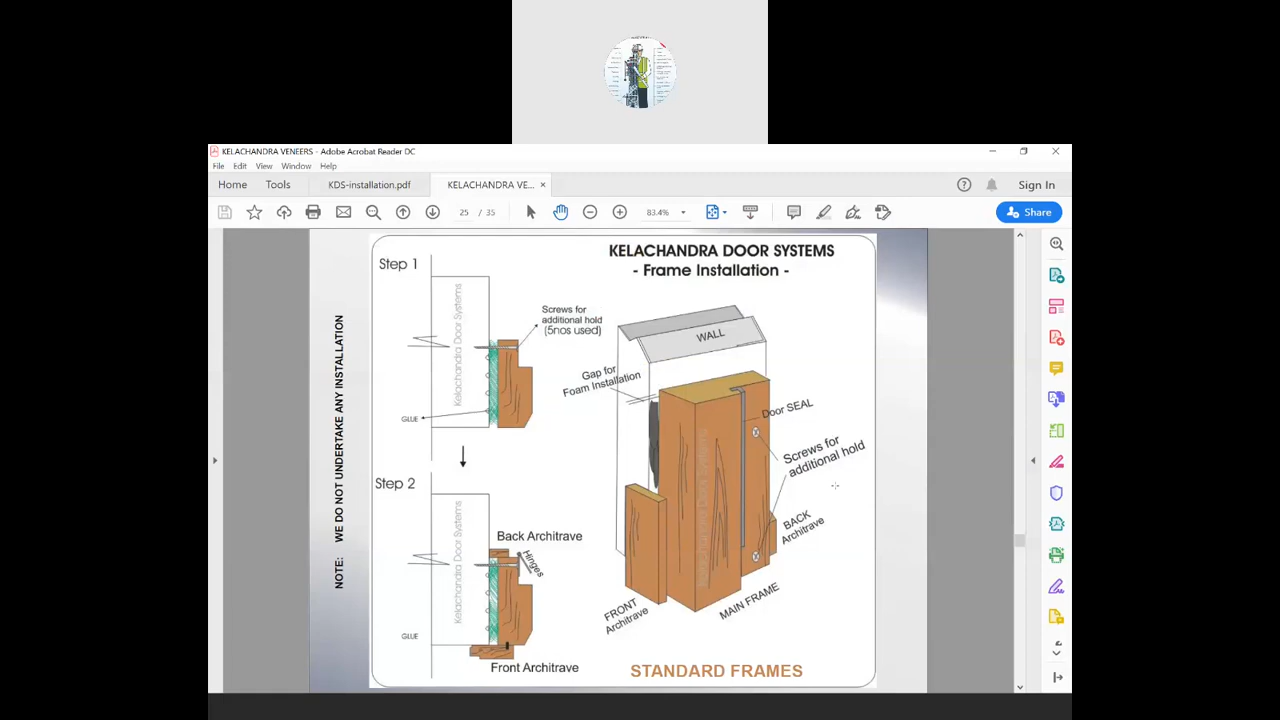 KELACHANDRA VENEERS - Adobe Acrobat Reader DC
File Edit View Window Help
Home Tools KDS-installation.pdf KELACHANDRA VE... × Sign In
25 / 35 83.4% Share
KELACHANDRA DOOR SYSTEMS
- Frame Installation -
Step 1
Kelachandra Door Systems
Screws for
additional hold
(5nos used)
GLUE
Step 2
Kelachandra Door Systems
Back Architrave
Hinges
GLUE
Front Architrave
WALL
Gap for
Foam Installation
Door SEAL
Screws for
additional hold
BACK
Architrave
FRONT
Architrave
MAIN FRAME
STANDARD FRAMES
NOTE: WE DO NOT UNDERTAKE ANY INSTALLATION